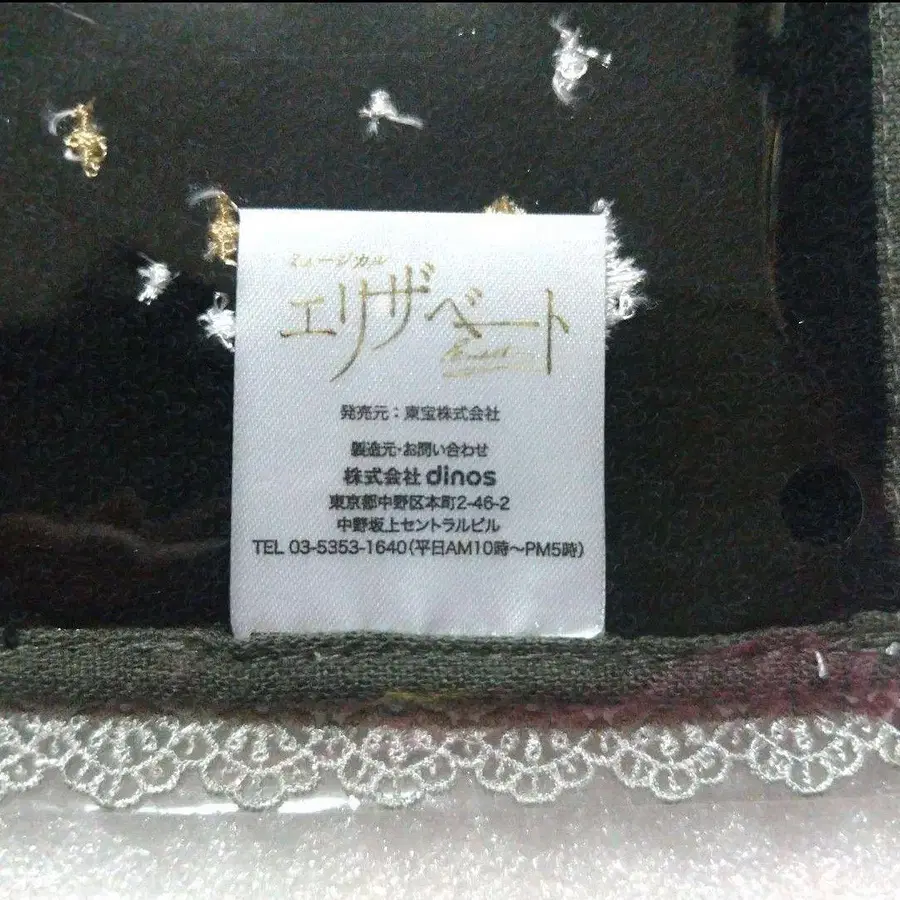 ミュージカル
エリザベート
発売元：東宝株式会社
製造元・お問い合わせ
株式会社 dinos
東京都中野区本町2-46-2
中野坂上セントラルビル
TEL 03-5353-1640（平日AM10時～PM5時）